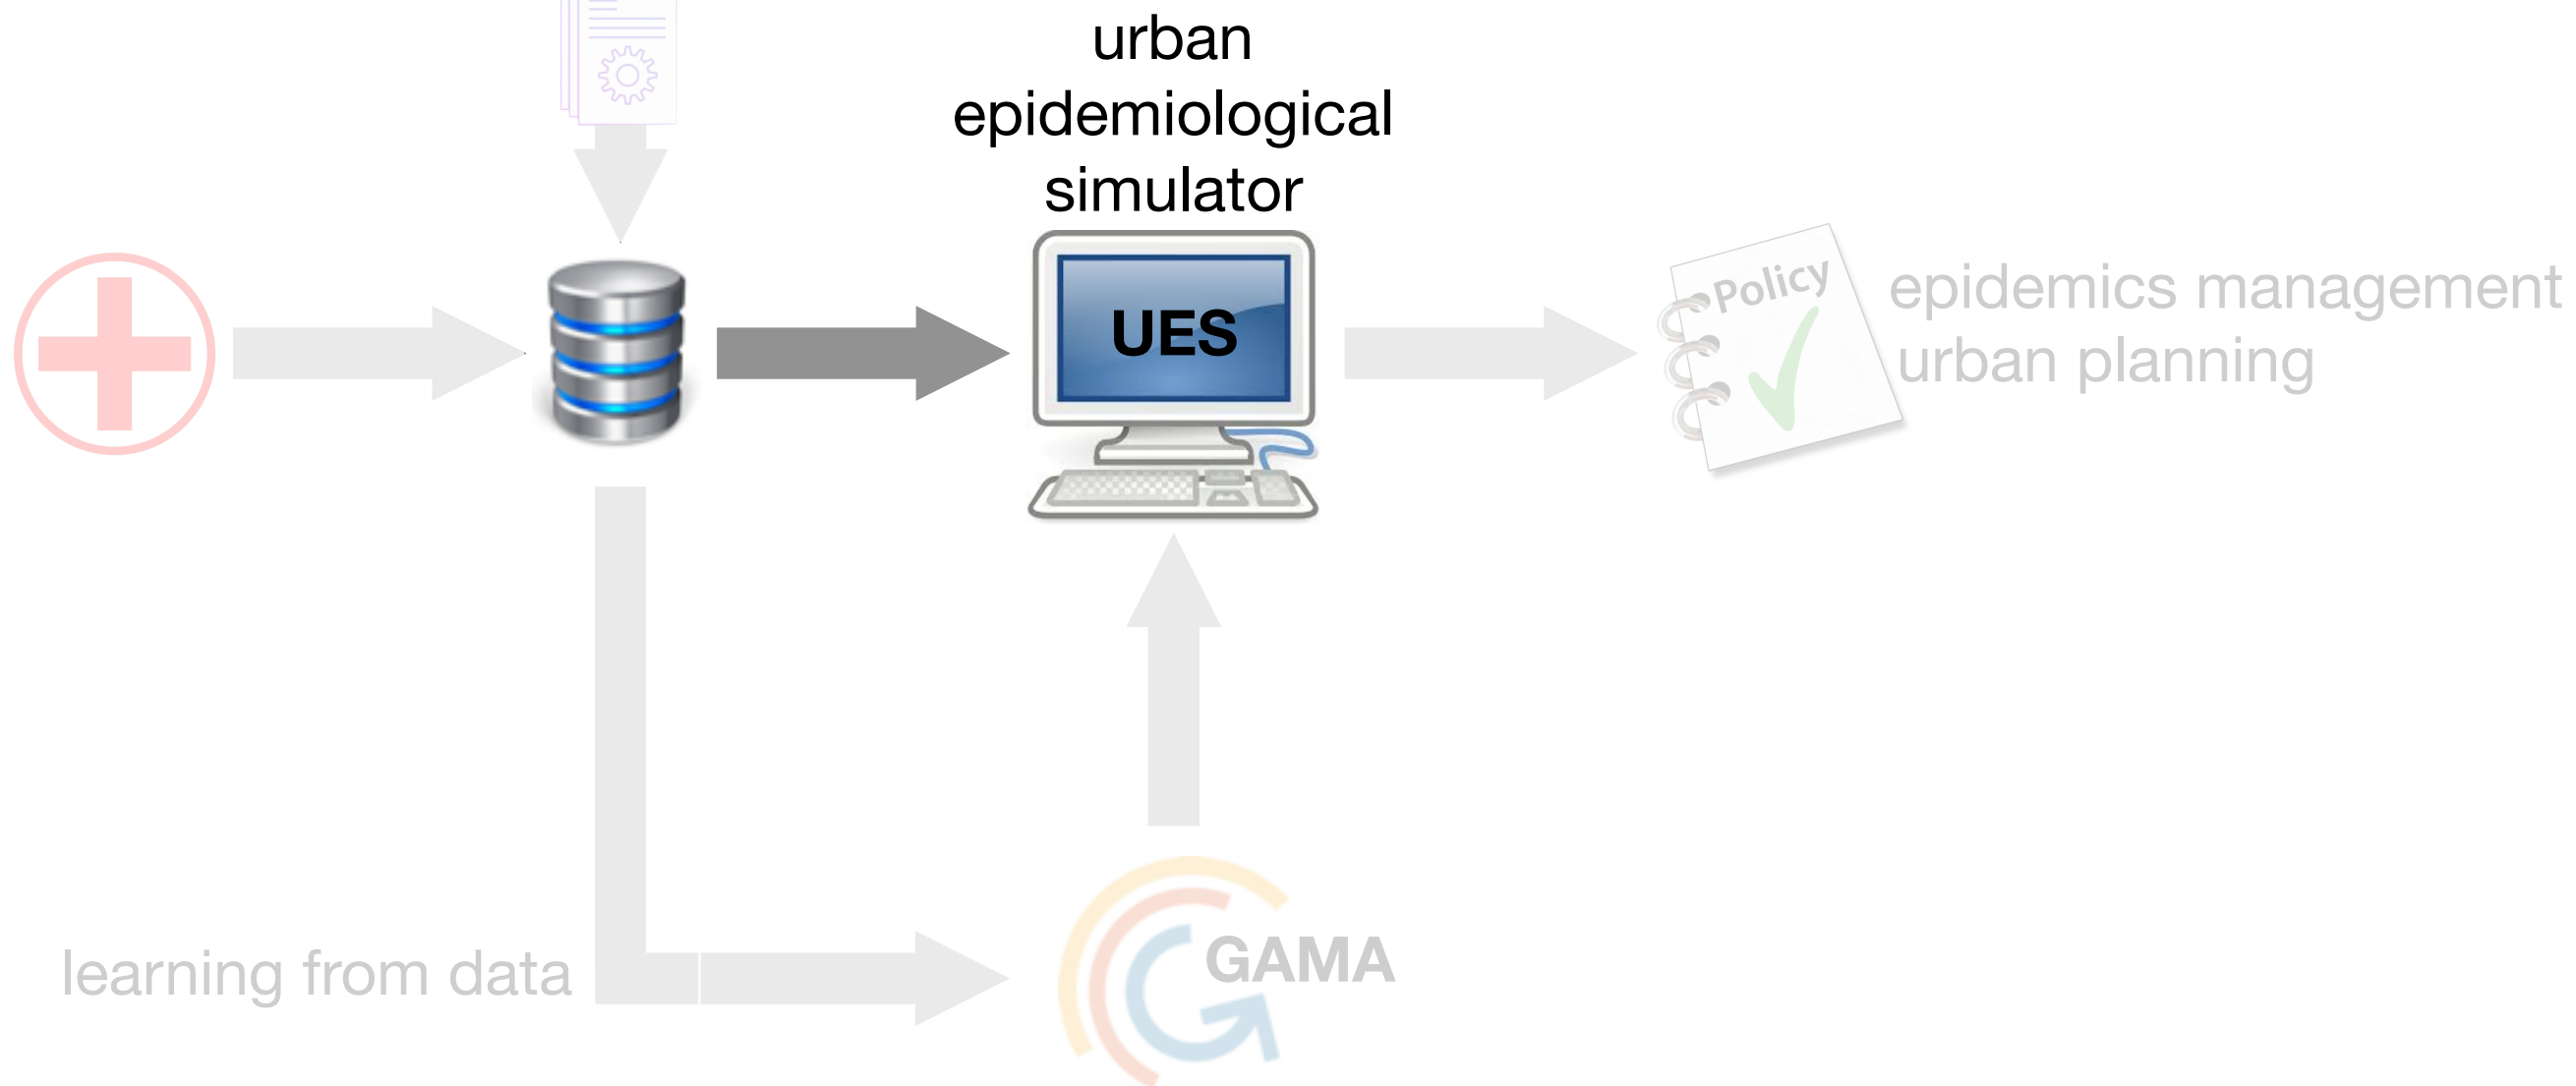 urban
epidemiological
simulator
UES
Policy
epidemics management
urban planning
learning from data
GAMA